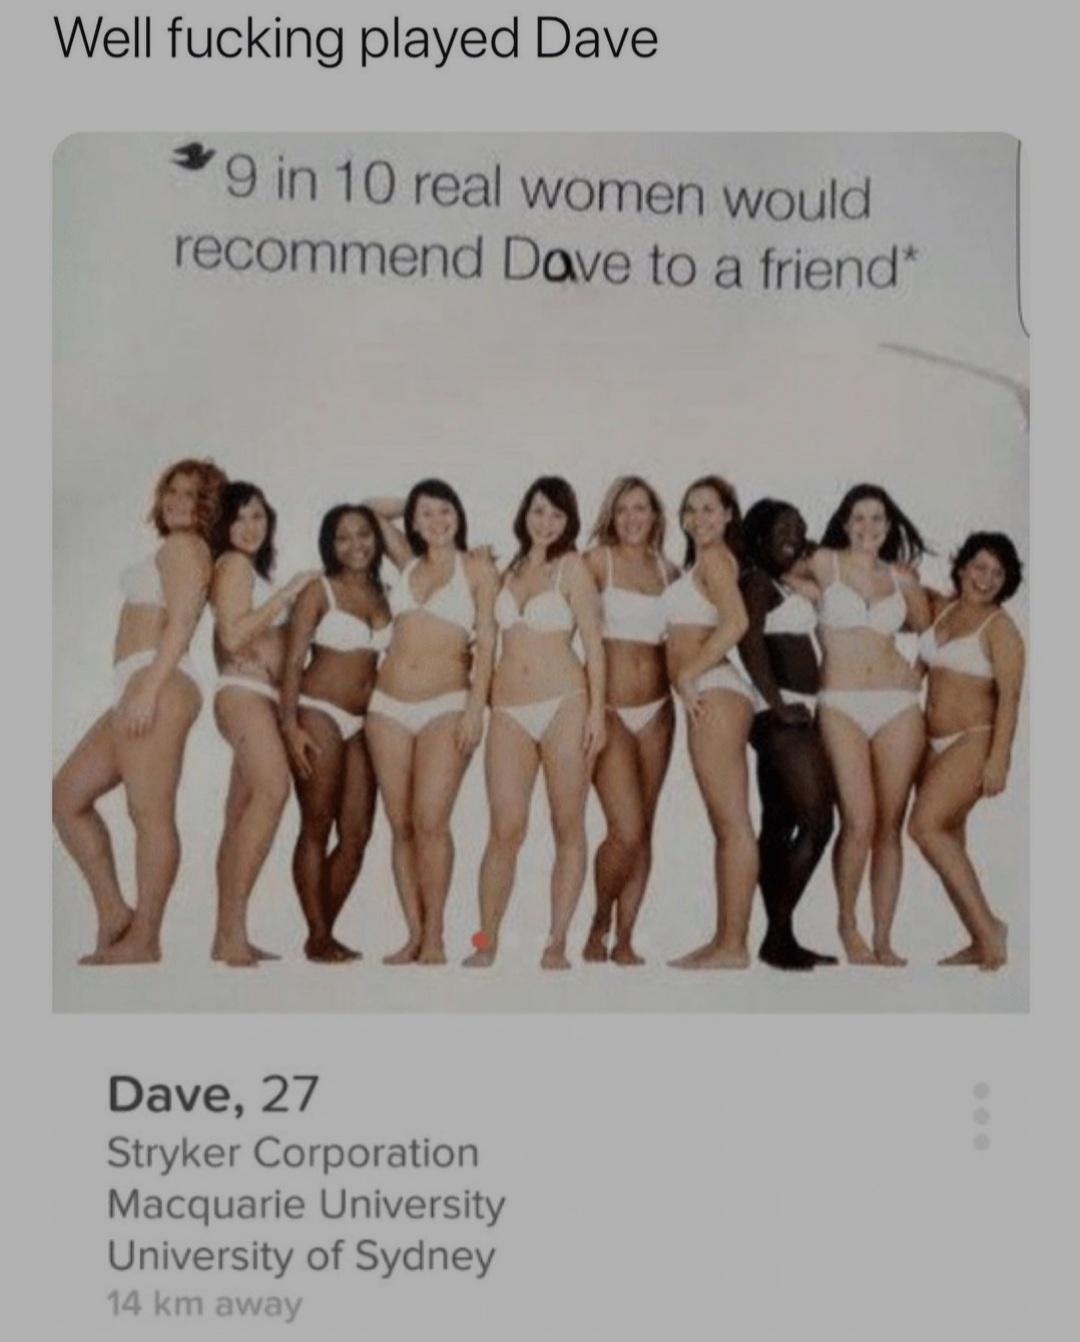 Well fucking played Dave
9 in 10 real women would
recommend Dave to a friend*
Dave, 27
Stryker Corporation
Macquarie University
University of Sydney
14 km away